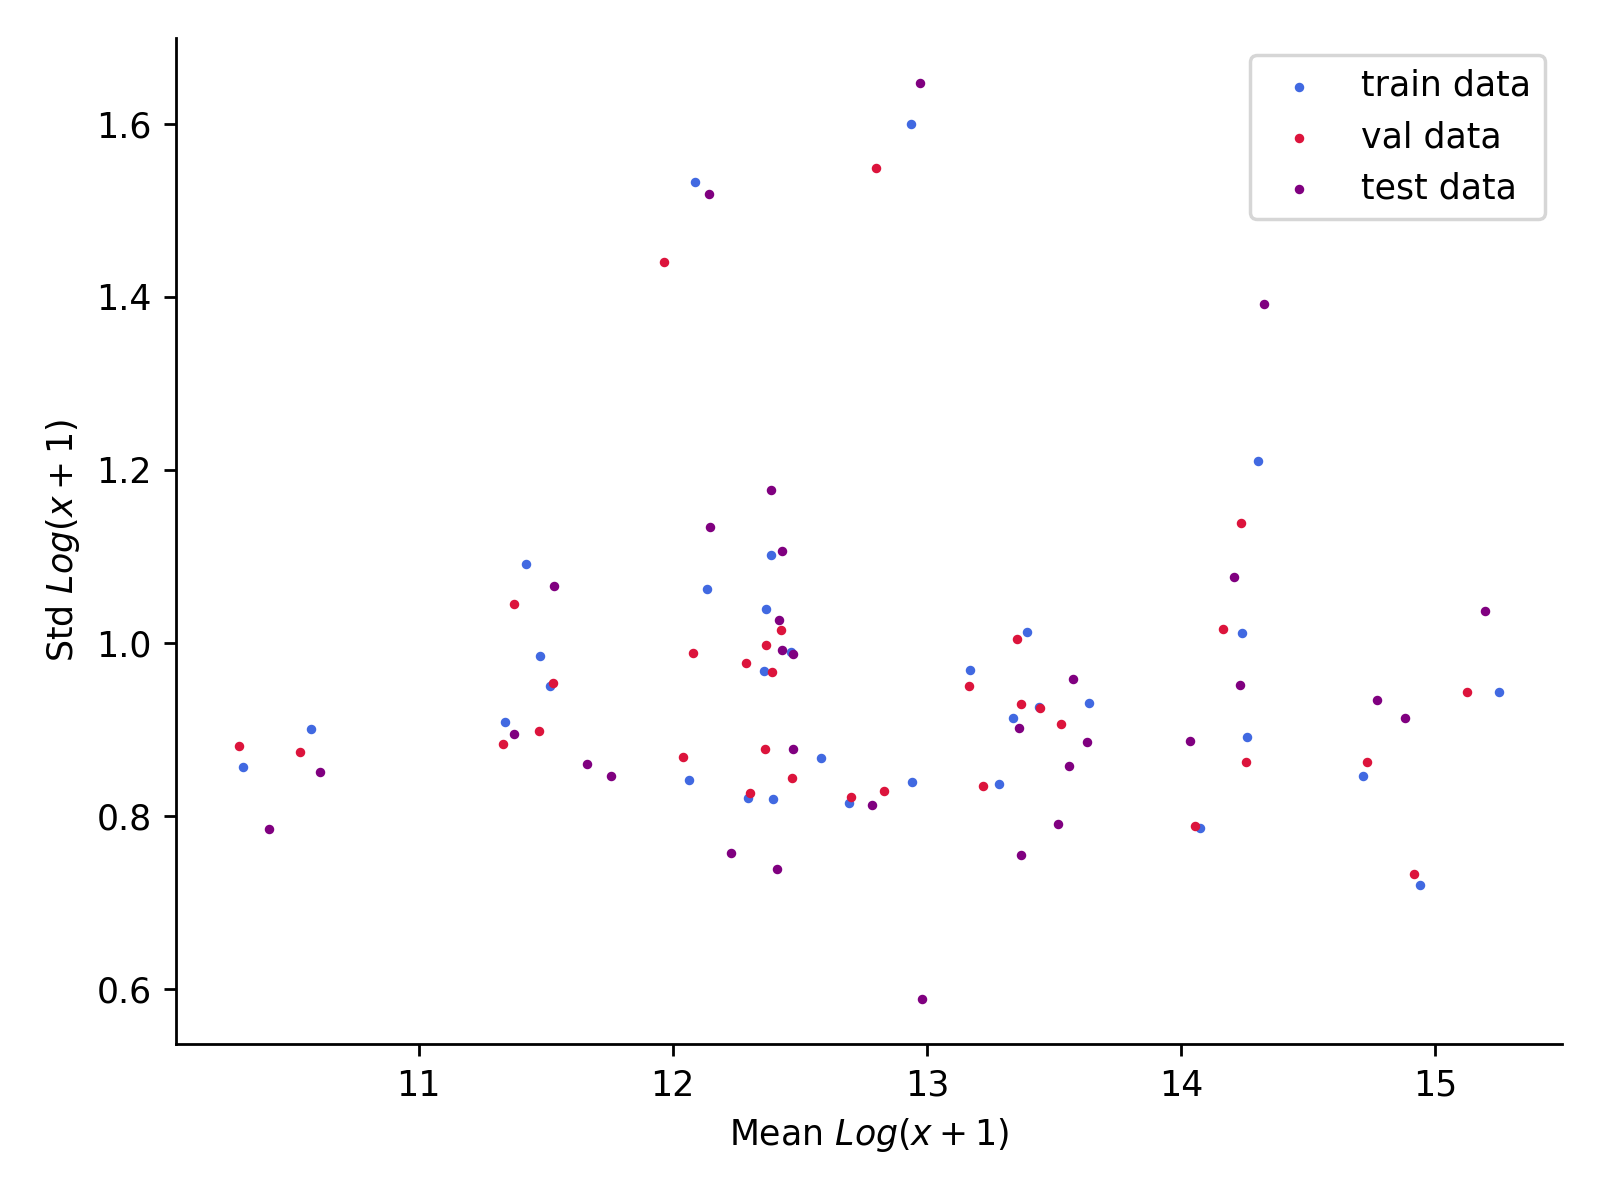 train data
val data
test data
1.6
1.4
1.2
1.0
0.8
0.6
Std Log(x + 1)
11 12 13 14 15
Mean Log(x + 1)